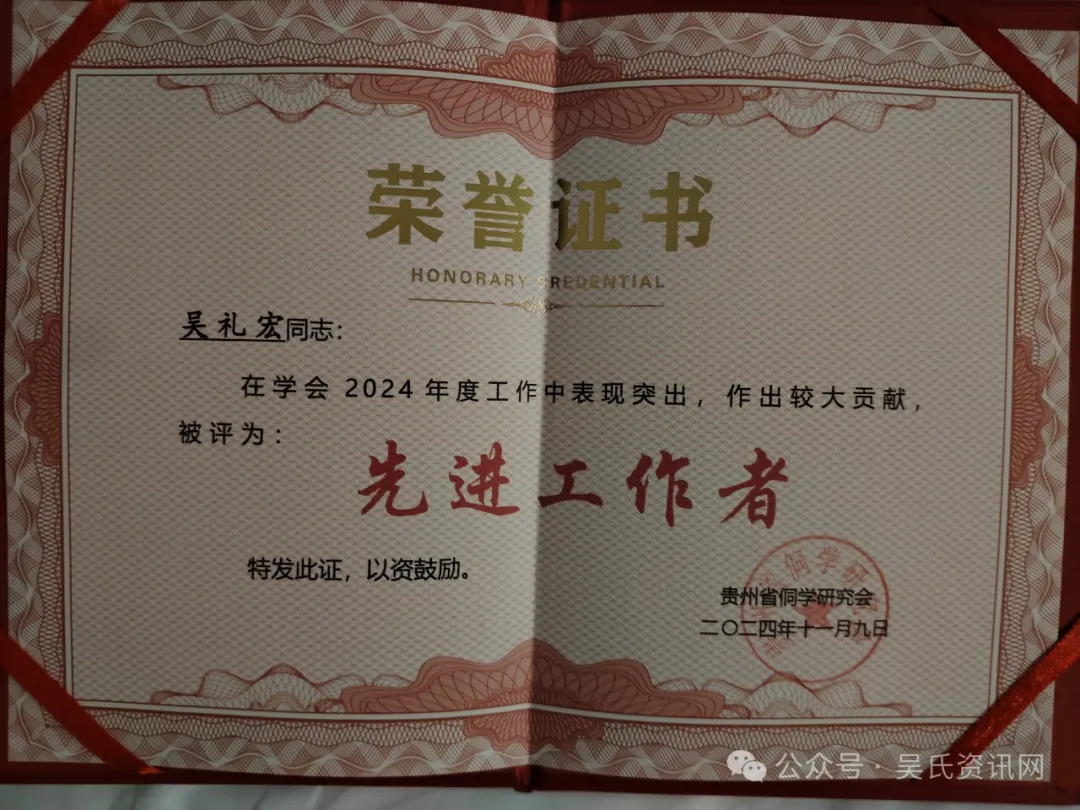 荣誉证书
HONORARY CREDENTIAL
吴礼宏同志：
在学会 2024 年度工作中表现突出，作出较大贡献，
被评为：
先进工作者
特发此证，以资鼓励。
贵州省侗学研究会
二〇二四年十一月九日
公众号·吴氏资讯网